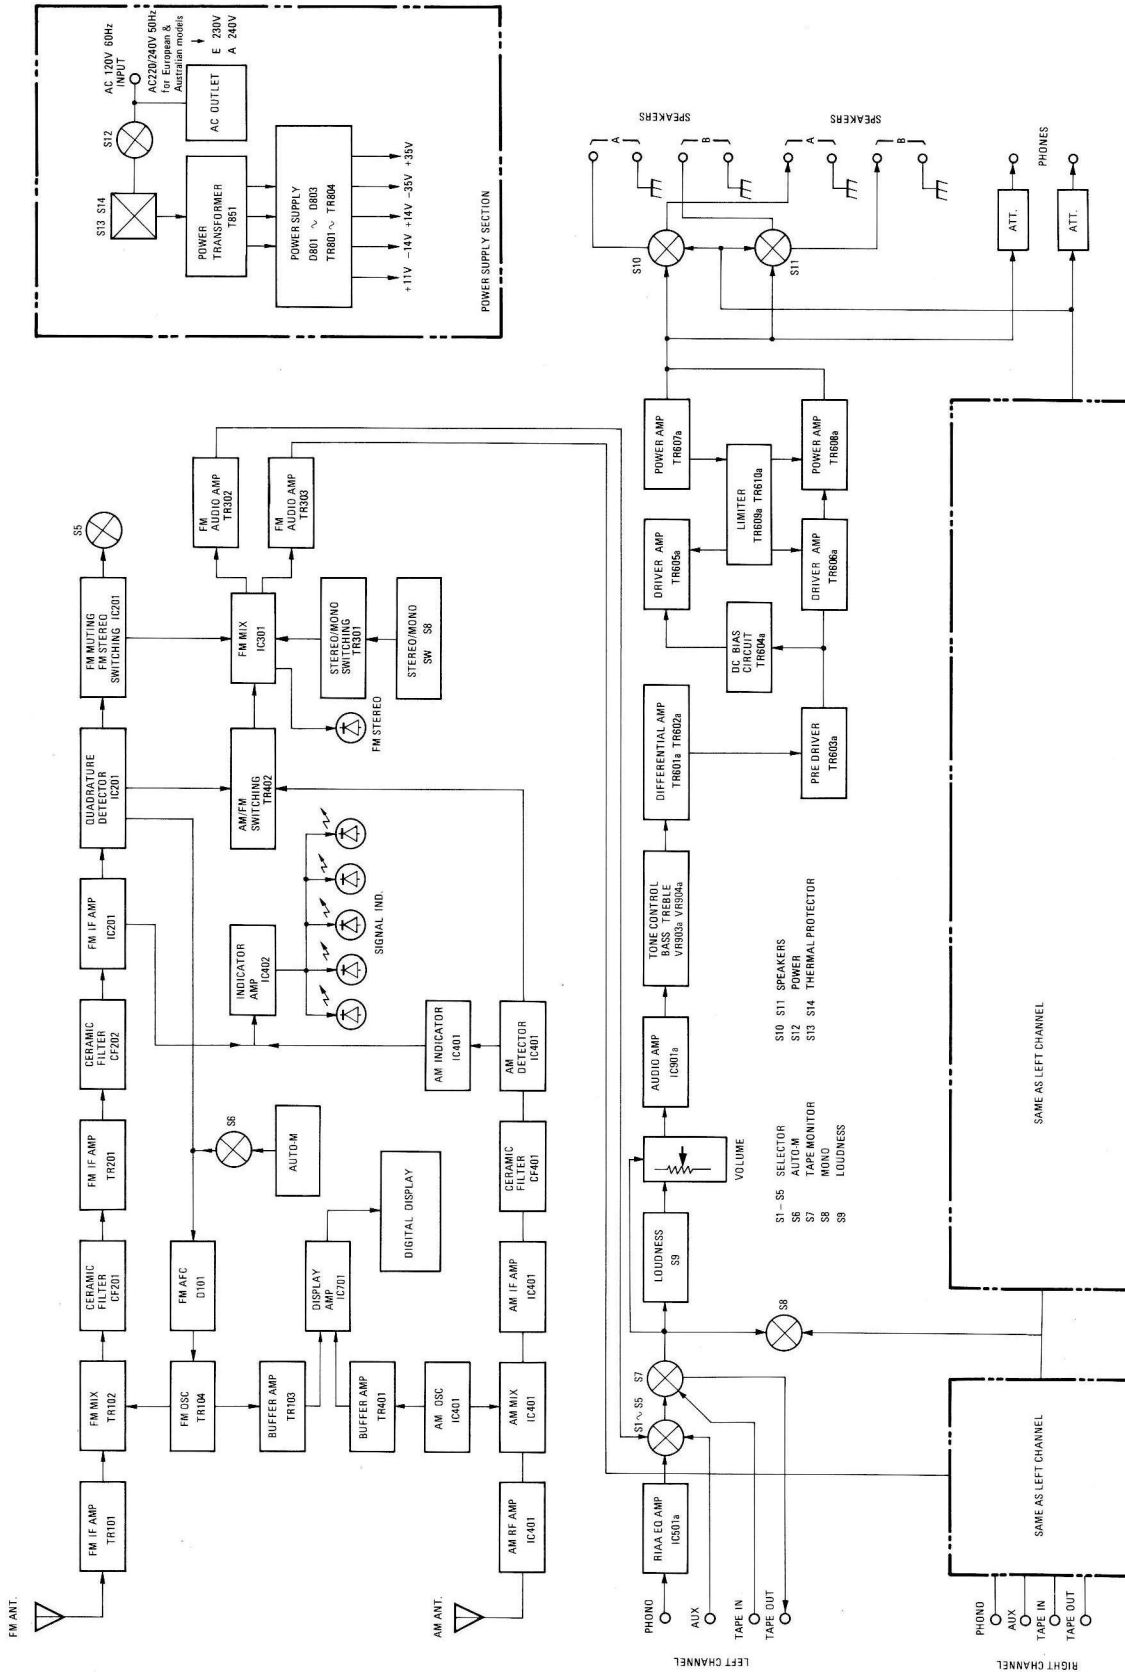 FM ANT.
FM IF AMP
TR101
FM MIX
TR102
CERAMIC
FILTER
CF201
FM IF AMP
TR201
CERAMIC
FILTER
CF202
FM IF AMP
IC201
QUADRATURE
DETECTOR
IC201
FM MUTING
FM STEREO
SWITCHING IC201
S5
FM OSC
TR104
FM AFC
D101
S6
AUTO-M
BUFFER AMP
TR103
DISPLAY
AMP
IC701
DIGITAL DISPLAY
BUFFER AMP
TR401
AM OSC
IC401
INDICATOR
AMP
IC402
SIGNAL IND.
AM/FM
SWITCHING
TR402
FM MIX
IC301
FM STEREO
STEREO/MONO
SWITCHING
TR301
STEREO/MONO
SW S8
FM
AUDIO AMP
TR302
FM
AUDIO AMP
TR303
AM ANT.
AM RF AMP
IC401
AM MIX
IC401
AM IF AMP
IC401
CERAMIC
FILTER
CF401
AM
DETECTOR
IC401
AM INDICATOR
IC401
S13 S14
S12
AC 120V 60Hz
INPUT
AC220/240V 50Hz
for European &
Australian models
E 230V
A 240V
AC OUTLET
POWER
TRANSFORMER
T851
POWER SUPPLY
D801 ~ D803
TR801 ~ TR804
+11V -14V +14V -35V +35V
POWER SUPPLY SECTION
LEFT CHANNEL
PHONO
AUX
TAPE IN
TAPE OUT
RIAA EQ AMP
IC501a
S1 ~ S5
S7
S8
LOUDNESS
S9
VOLUME
AUDIO AMP
IC901a
TONE CONTROL
BASS TREBLE
VR903a VR904a
DIFFERENTIAL AMP
TR601a TR602a
PRE DRIVER
TR603a
DC BIAS
CIRCUIT
TR604a
DRIVER AMP
TR605a
DRIVER AMP
TR606a
LIMITER
TR609a TR610a
POWER AMP
TR607a
POWER AMP
TR608a
S10
S11
A
B
SPEAKERS
A
B
SPEAKERS
ATT.
ATT.
PHONES
S1 – S5 SELECTOR
S6 AUTO-M
S7 TAPE MONITOR
S8 MONO
S9 LOUDNESS
S10 S11 SPEAKERS
S12 POWER
S13 S14 THERMAL PROTECTOR
RIGHT CHANNEL
PHONO
AUX
TAPE IN
TAPE OUT
SAME AS LEFT CHANNEL
SAME AS LEFT CHANNEL